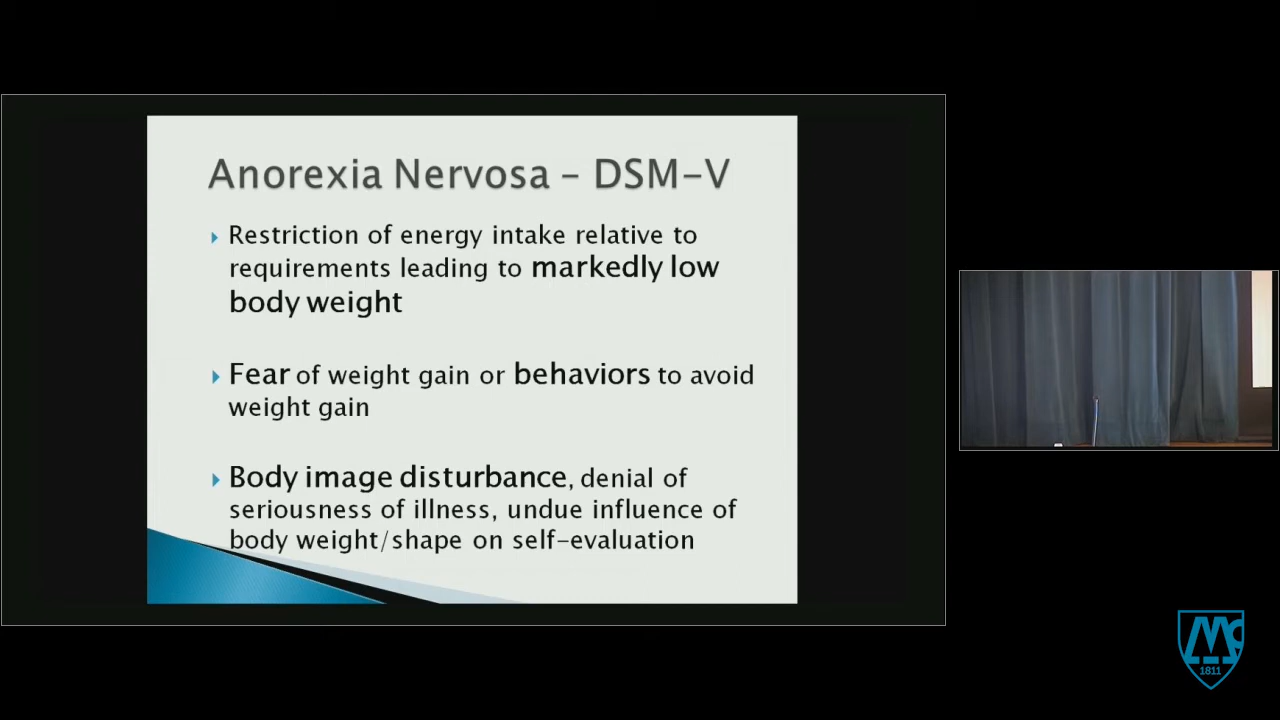 Anorexia Nervosa – DSM-V
Restriction of energy intake relative to
requirements leading to markedly low
body weight
Fear of weight gain or behaviors to avoid
weight gain
Body image disturbance, denial of
seriousness of illness, undue influence of
body weight/shape on self-evaluation
Mc
1811